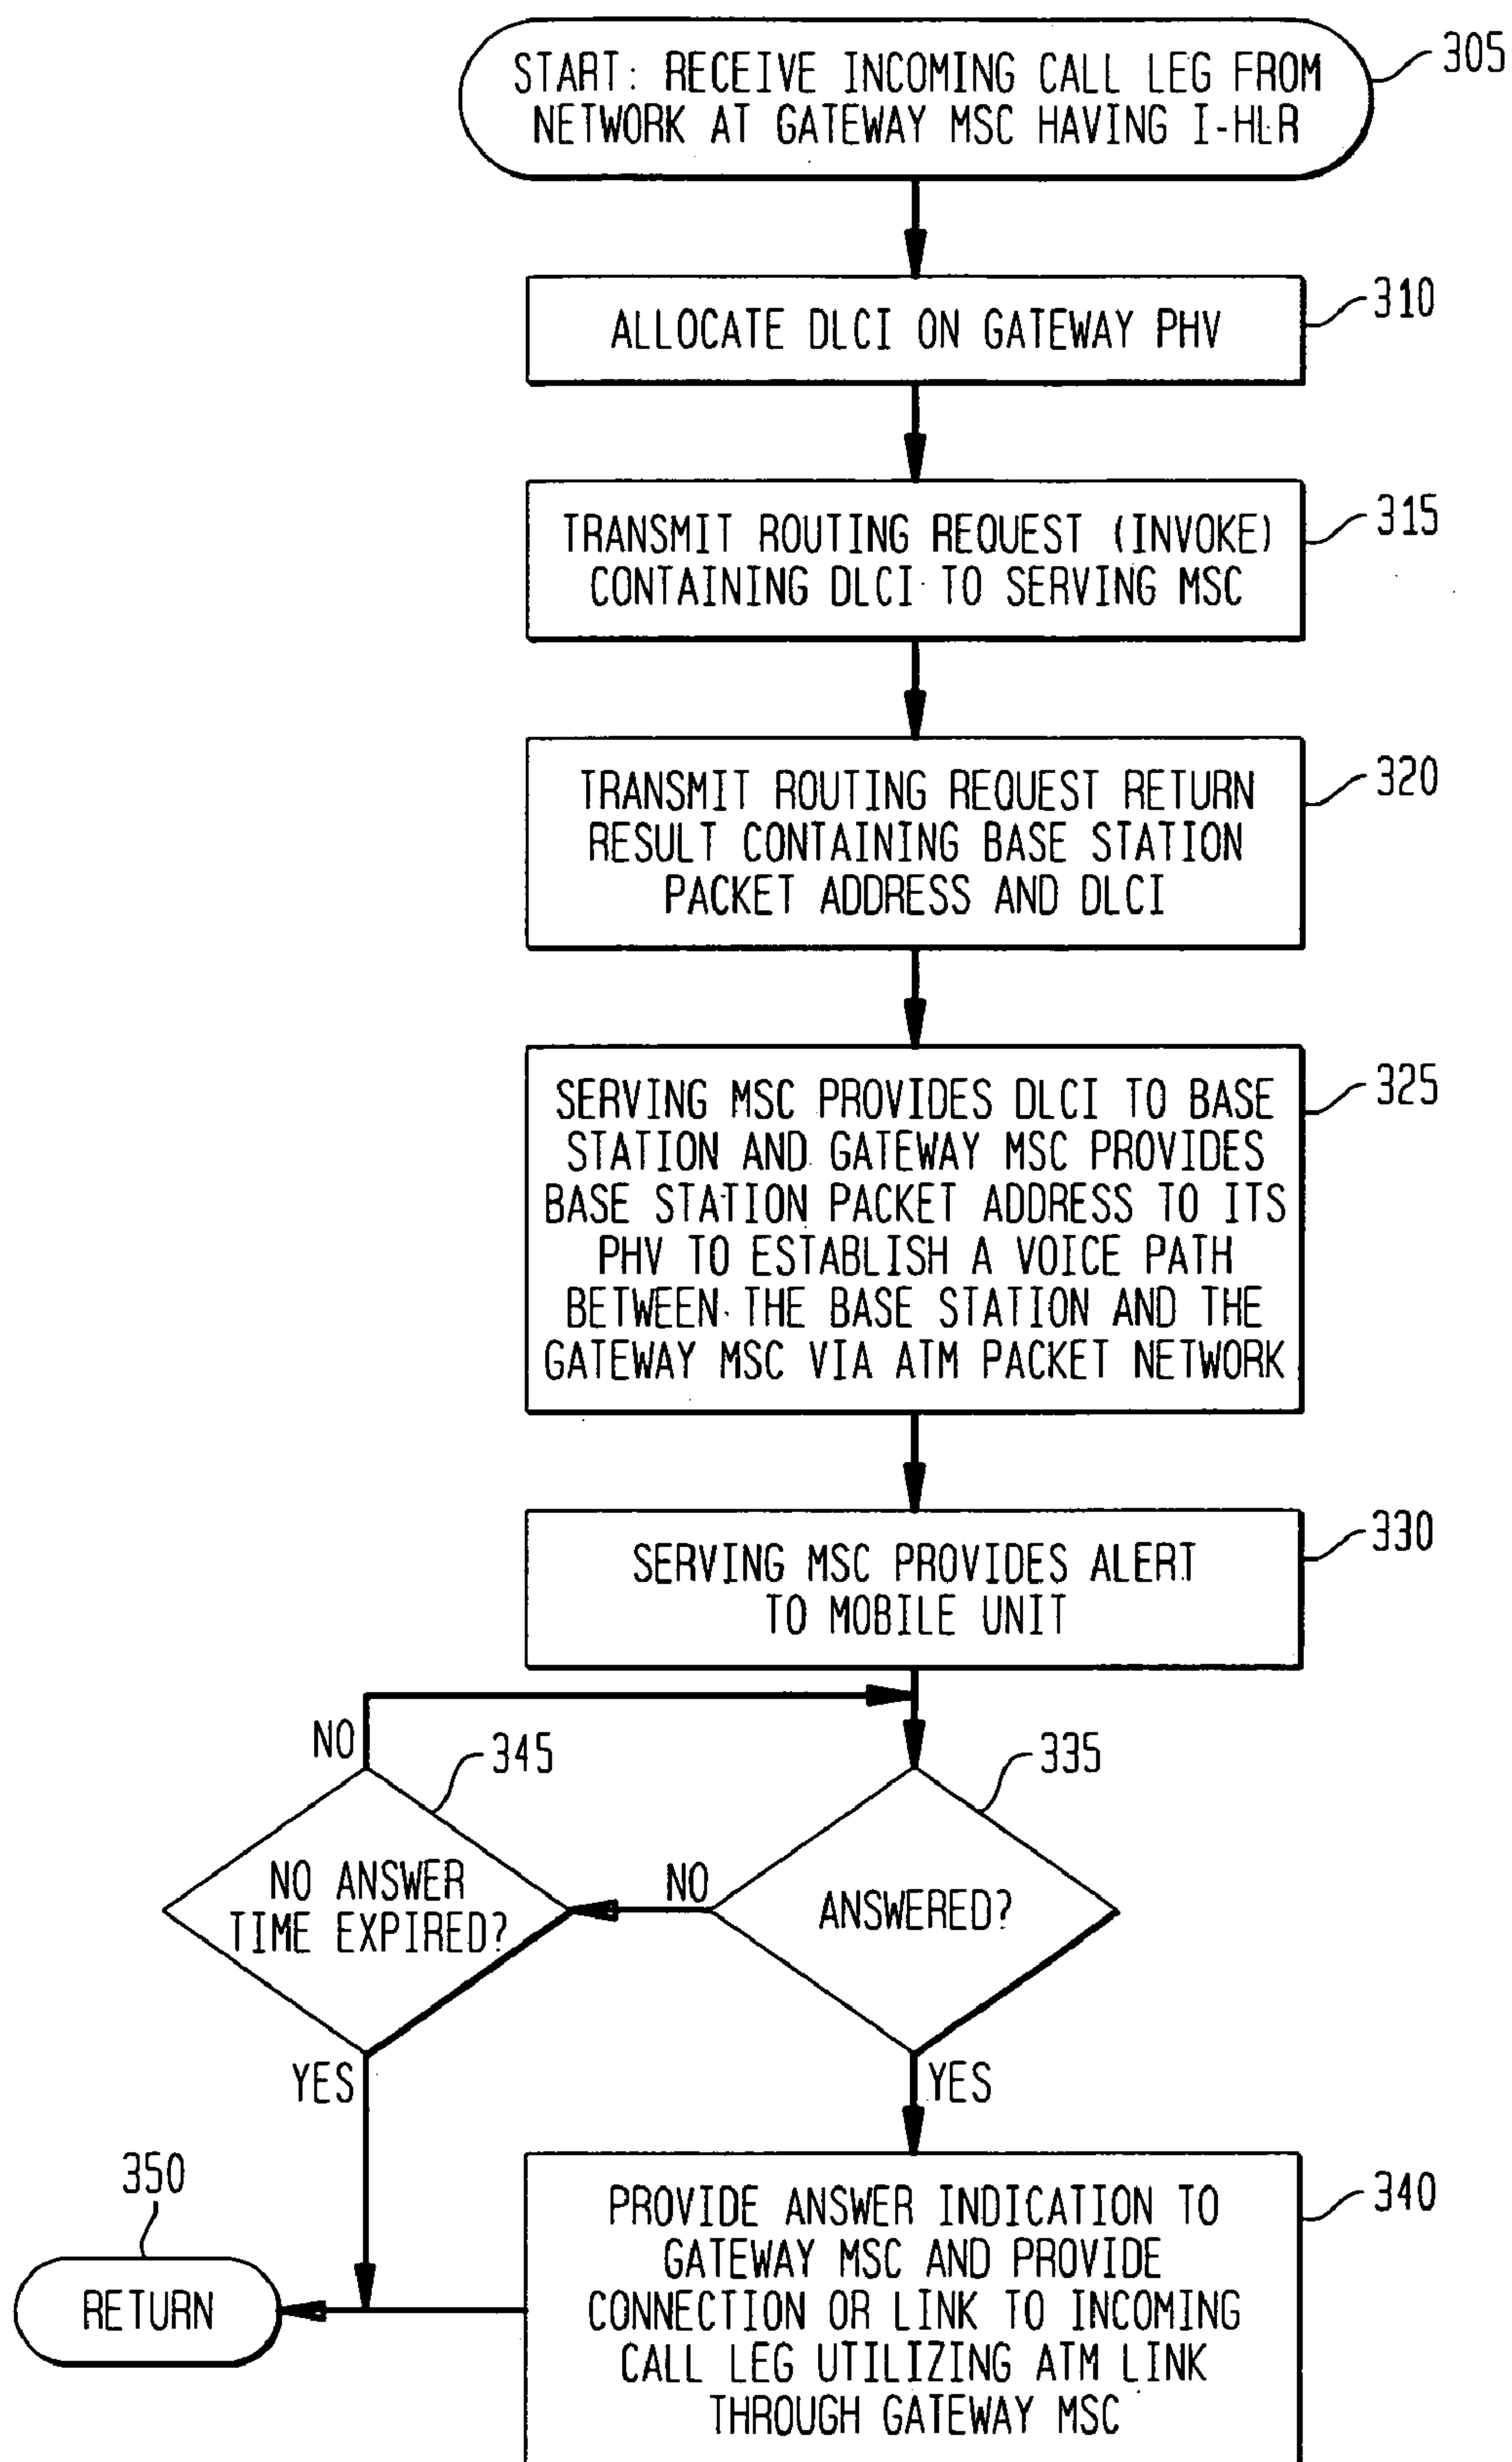 START: RECEIVE INCOMING CALL LEG FROM
NETWORK AT GATEWAY MSC HAVING I-HLR
305
ALLOCATE DLCI ON GATEWAY PHV
310
TRANSMIT ROUTING REQUEST (INVOKE)
CONTAINING DLCI TO SERVING MSC
315
TRANSMIT ROUTING REQUEST RETURN
RESULT CONTAINING BASE STATION
PACKET ADDRESS AND DLCI
320
SERVING MSC PROVIDES DLCI TO BASE
STATION AND GATEWAY MSC PROVIDES
BASE STATION PACKET ADDRESS TO ITS
PHV TO ESTABLISH A VOICE PATH
BETWEEN THE BASE STATION AND THE
GATEWAY MSC VIA ATM PACKET NETWORK
325
SERVING MSC PROVIDES ALERT
TO MOBILE UNIT
330
NO
345
335
NO ANSWER
TIME EXPIRED?
NO
ANSWERED?
YES
YES
350
RETURN
PROVIDE ANSWER INDICATION TO
GATEWAY MSC AND PROVIDE
CONNECTION OR LINK TO INCOMING
CALL LEG UTILIZING ATM LINK
THROUGH GATEWAY MSC
340